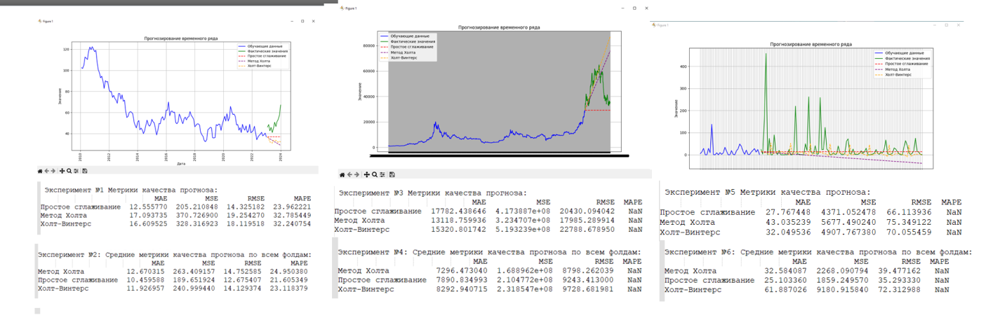 Figure 1
Прогнозирование временного ряда
Обучающие данные
Фактические значения
Простое сглаживание
Метод Холта
Холт-Винтерс
120
100
80
60
40
Значение
2010
2012
2014
2016
2018
2020
2022
2024
Дата
Эксперимент №1 Метрики качества прогноза:
MAE MSE RMSE MAPE
Простое сглаживание 12.555770 205.210848 14.325182 23.962221
Метод Холта 17.093735 370.726900 19.254270 32.785449
Холт-Винтерс 16.609525 328.316923 18.119518 32.240754
Эксперимент №2: Средние метрики качества прогноза по всем фолдам:
MAE MSE RMSE MAPE
Метод Холта 12.670315 263.409157 14.752585 24.950380
Простое сглаживание 10.459588 189.651924 12.675407 21.605349
Холт-Винтерс 11.926957 240.999440 14.129374 23.118379
Figure 1
Прогнозирование временного ряда
Обучающие данные
Фактические значения
Простое сглаживание
Метод Холта
Холт-Винтерс
80000
60000
40000
20000
0
Значение
Эксперимент №3 Метрики качества прогноза:
MAE MSE RMSE MAPE
Простое сглаживание 17782.438646 4.173887e+08 20430.094042 NaN
Метод Холта 13118.759936 3.234707e+08 17985.289914 NaN
Холт-Винтерс 15320.801742 5.193239e+08 22788.678950 NaN
Эксперимент №4: Средние метрики качества прогноза по всем фолдам:
MAE MSE RMSE MAPE
Метод Холта 7296.473040 1.688962e+08 8798.262039 NaN
Простое сглаживание 7890.834993 2.104772e+08 9243.413000 NaN
Холт-Винтерс 8292.940715 2.318547e+08 9728.681981 NaN
Figure 1
Прогнозирование временного ряда
Обучающие данные
Фактические значения
Простое сглаживание
Метод Холта
Холт-Винтерс
400
300
200
100
0
Значение
Эксперимент №5 Метрики качества прогноза:
MAE MSE RMSE MAPE
Простое сглаживание 27.767448 4371.052478 66.113936 NaN
Метод Холта 43.035239 5677.490240 75.349122 NaN
Холт-Винтерс 32.049536 4907.767380 70.055459 NaN
Эксперимент №6: Средние метрики качества прогноза по всем фолдам:
MAE MSE RMSE MAPE
Метод Холта 32.584087 2268.090794 39.477162 NaN
Простое сглаживание 25.103360 1859.249570 35.293330 NaN
Холт-Винтерс 61.887026 9180.915840 72.312988 NaN